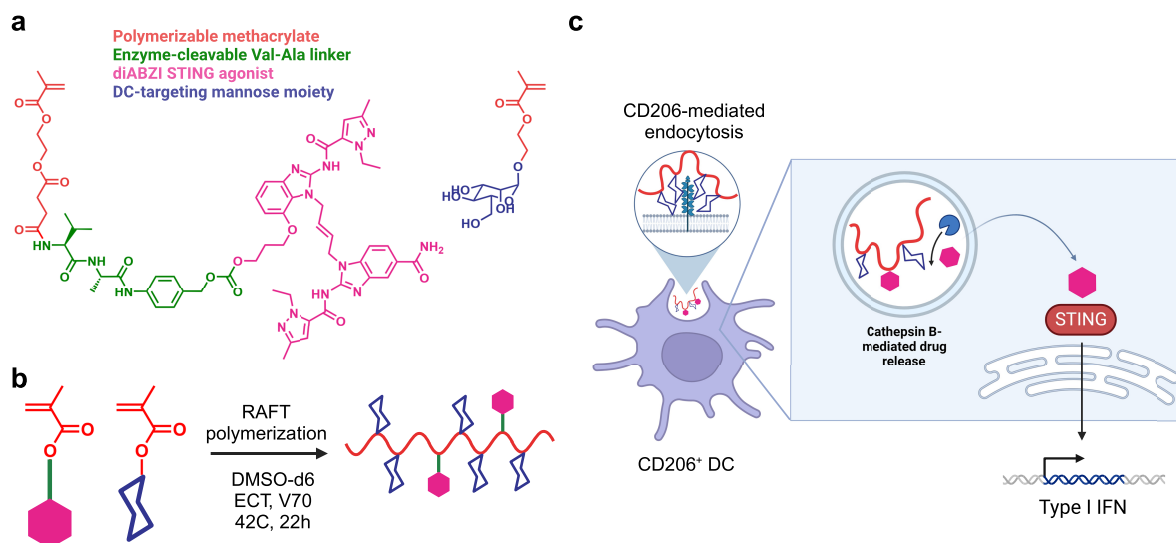 a
Polymerizable methacrylate
Enzyme-cleavable Val-Ala linker
diABZI STING agonist
DC-targeting mannose moiety
O
O
O
O
O
HN
O
HN
O
NH
O
O
O
O
O
O
NH
N
N
N
N
O
N
N
HN
N
N
O
NH2
O
O
O
O
HO
HO
HO
OH
O
b
O
O
O
O
RAFT
polymerization
DMSO-d6
ECT, V70
42C, 22h
c
CD206-mediated
endocytosis
CD206+ DC
Cathepsin B-
mediated drug
release
STING
Type I IFN